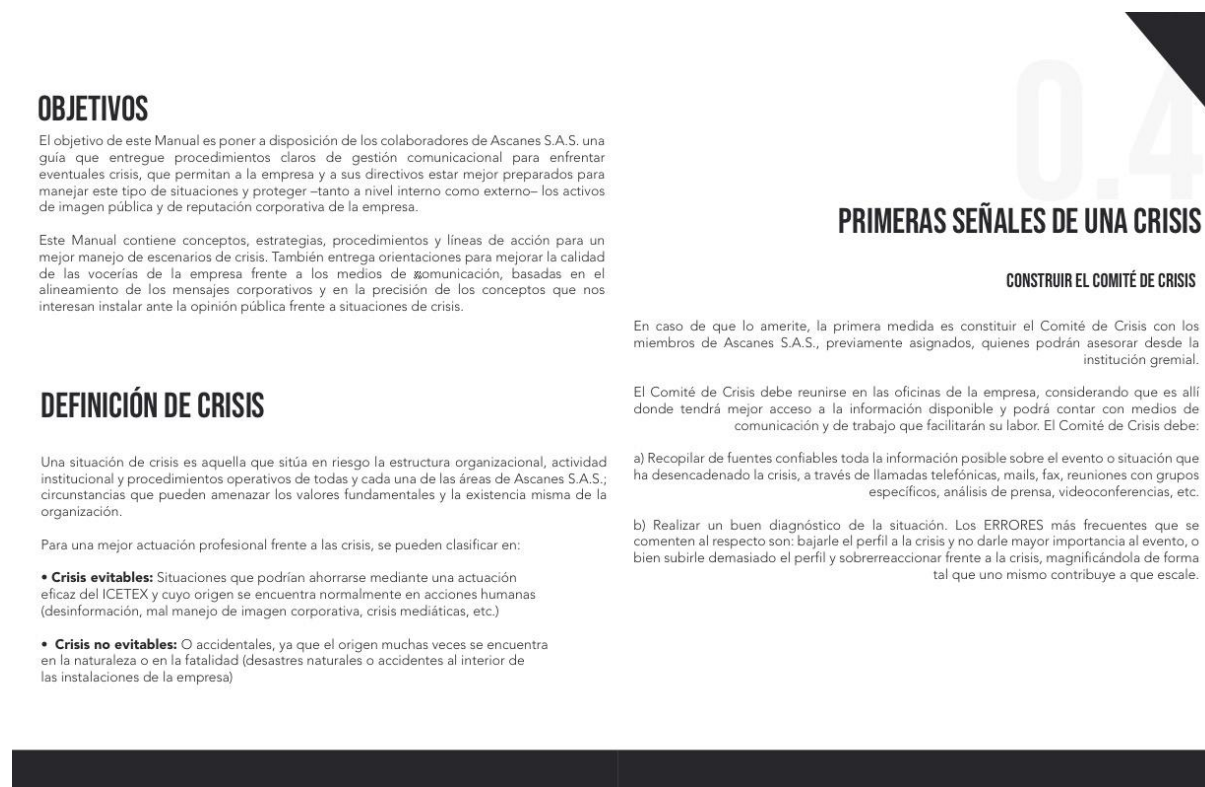 OBJETIVOS
El objetivo de este Manual es poner a disposición de los colaboradores de Ascanes S.A.S. una
guía que entregue procedimientos claros de gestión comunicacional para enfrentar
eventuales crisis, que permitan a la empresa y a sus directivos estar mejor preparados para
manejar este tipo de situaciones y proteger –tanto a nivel interno como externo– los activos
de imagen pública y de reputación corporativa de la empresa.
Este Manual contiene conceptos, estrategias, procedimientos y líneas de acción para un
mejor manejo de escenarios de crisis. También entrega orientaciones para mejorar la calidad
de las vocerías de la empresa frente a los medios de comunicación, basadas en el
alineamiento de los mensajes corporativos y en la precisión de los conceptos que nos
interesan instalar ante la opinión pública frente a situaciones de crisis.
DEFINICIÓN DE CRISIS
Una situación de crisis es aquella que sitúa en riesgo la estructura organizacional, actividad
institucional y procedimientos operativos de todas y cada una de las áreas de Ascanes S.A.S.;
circunstancias que pueden amenazar los valores fundamentales y la existencia misma de la
organización.
Para una mejor actuación profesional frente a las crisis, se pueden clasificar en:
• Crisis evitables: Situaciones que podrían ahorrarse mediante una actuación
eficaz del ICETEX y cuyo origen se encuentra normalmente en acciones humanas
(desinformación, mal manejo de imagen corporativa, crisis mediáticas, etc.)
• Crisis no evitables: O accidentales, ya que el origen muchas veces se encuentra
en la naturaleza o en la fatalidad (desastres naturales o accidentes al interior de
las instalaciones de la empresa)
0.4
PRIMERAS SEÑALES DE UNA CRISIS
CONSTRUIR EL COMITÉ DE CRISIS
En caso de que lo amerite, la primera medida es constituir el Comité de Crisis con los
miembros de Ascanes S.A.S., previamente asignados, quienes podrán asesorar desde la
institución gremial.
El Comité de Crisis debe reunirse en las oficinas de la empresa, considerando que es allí
donde tendrá mejor acceso a la información disponible y podrá contar con medios de
comunicación y de trabajo que facilitarán su labor. El Comité de Crisis debe:
a) Recopilar de fuentes confiables toda la información posible sobre el evento o situación que
ha desencadenado la crisis, a través de llamadas telefónicas, mails, fax, reuniones con grupos
específicos, análisis de prensa, videoconferencias, etc.
b) Realizar un buen diagnóstico de la situación. Los ERRORES más frecuentes que se
comenten al respecto son: bajarle el perfil a la crisis y no darle mayor importancia al evento, o
bien subirle demasiado el perfil y sobrerreaccionar frente a la crisis, magnificándola de forma
tal que uno mismo contribuye a que escale.